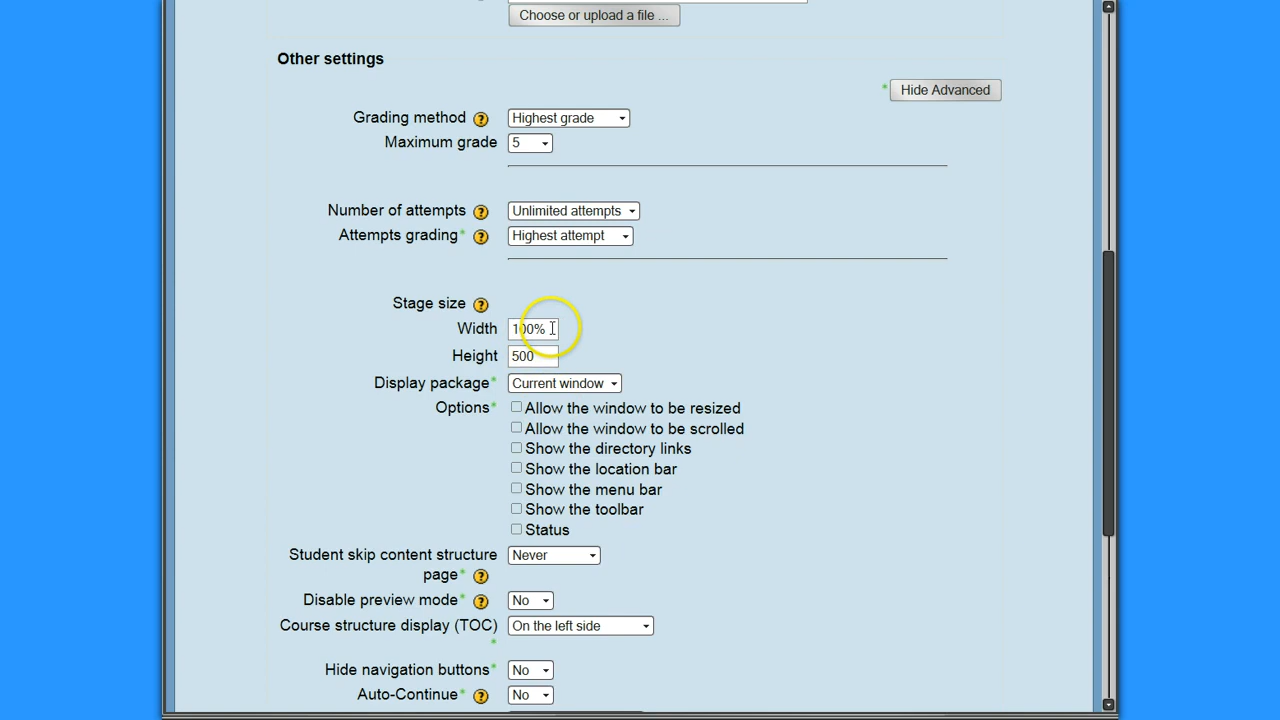 Choose or upload a file ...
Other settings
* Hide Advanced
Grading method ? Highest grade
Maximum grade 5
Number of attempts ? Unlimited attempts
Attempts grading* ? Highest attempt
Stage size ?
Width 100%
Height 500
Display package* Current window
Options* Allow the window to be resized
Allow the window to be scrolled
Show the directory links
Show the location bar
Show the menu bar
Show the toolbar
Status
Student skip content structure Never
page* ?
Disable preview mode* ? No
Course structure display (TOC) On the left side
*
Hide navigation buttons* No
Auto-Continue* ? No